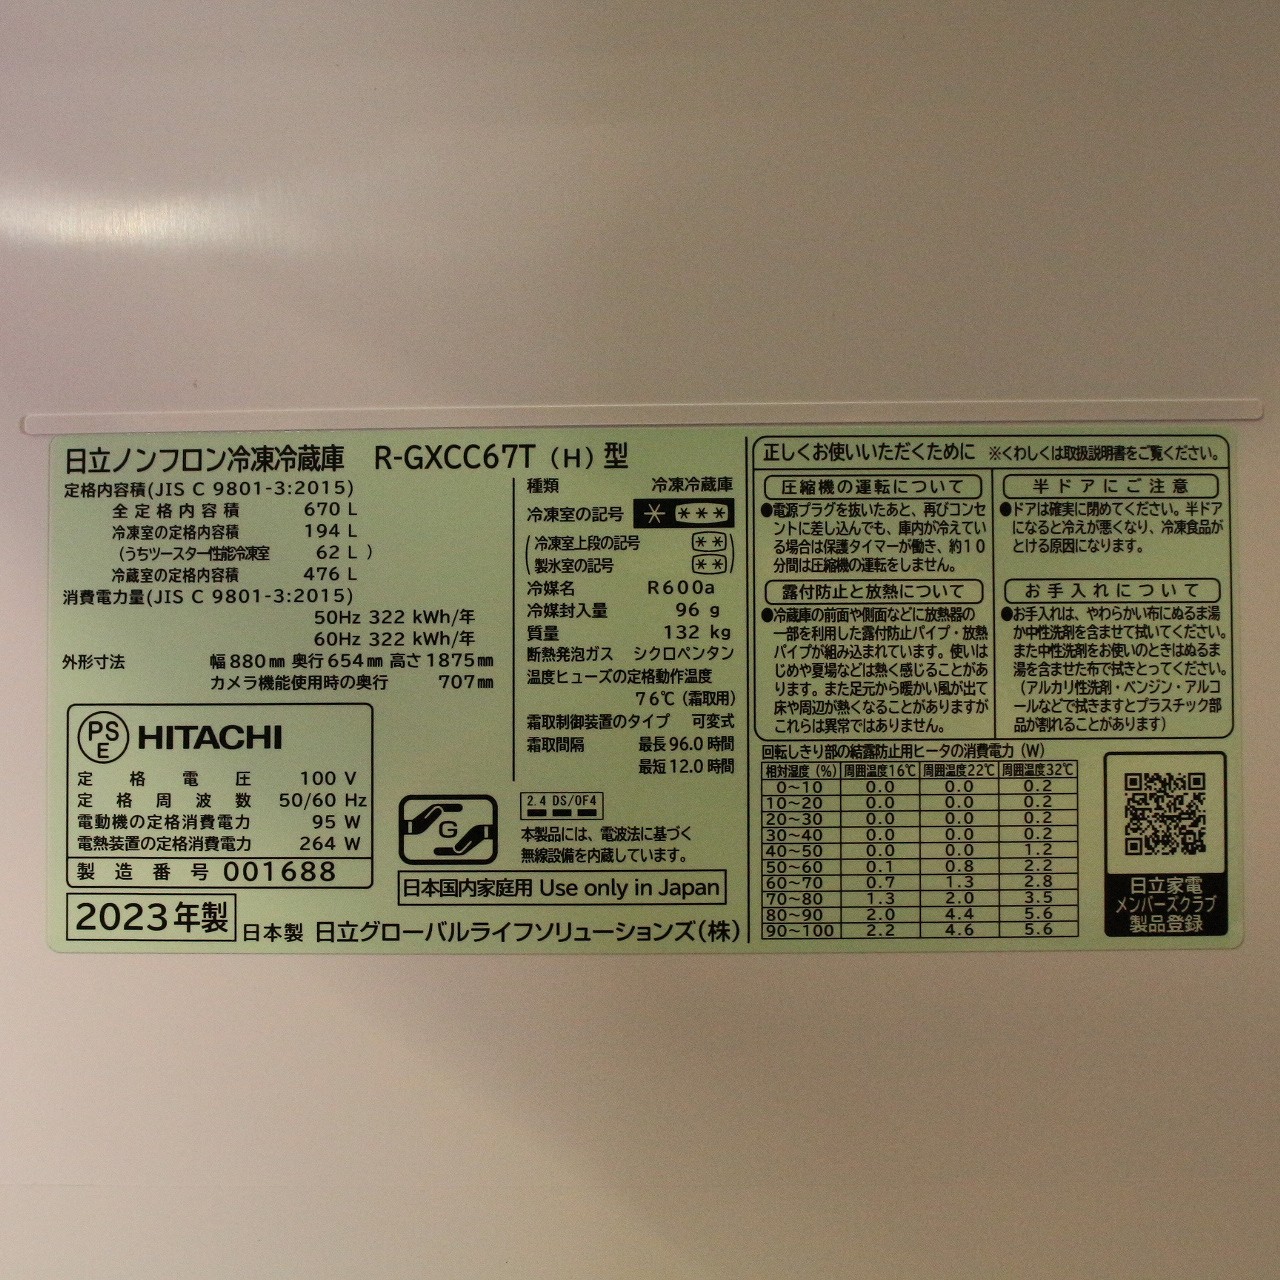 日立ノンフロン冷凍冷蔵庫 R-GXCC67T (H) 型
定格内容積(JIS C 9801-3:2015)
全定格内容積 670 L
冷凍室の定格内容積 194 L
(うちツースター性能冷凍室 62 L )
冷蔵室の定格内容積 476 L
消費電力量(JIS C 9801-3:2015)
50Hz 322 kWh/年
60Hz 322 kWh/年
外形寸法 幅880㎜ 奥行654㎜ 高さ1875㎜
カメラ機能使用時の奥行 707㎜
PS
E
HITACHI
定格電圧 100 V
定格周波数 50/60 Hz
電動機の定格消費電力 95 W
電熱装置の定格消費電力 264 W
製造番号 001688
2023年製
日本製 日立グローバルライフソリューションズ(株)
種類 冷凍冷蔵庫
冷凍室の記号 * ***
(冷凍室上段の記号 **)
(製氷室の記号 **)
冷媒名 R600a
冷媒封入量 96 g
質量 132 kg
断熱発泡ガス シクロペンタン
温度ヒューズの定格動作温度
76℃(霜取用)
霜取制御装置のタイプ 可変式
霜取間隔 最長96.0時間
最短12.0時間
G
2.4 DS/OF4
本製品には、電波法に基づく
無線設備を内蔵しています。
日本国内家庭用 Use only in Japan
正しくお使いいただくために ※くわしくは取扱説明書をご覧ください。
圧縮機の運転について
●電源プラグを抜いたあと、再びコンセ
ントに差し込んでも、庫内が冷えてい
る場合は保護タイマーが働き、約10
分間は圧縮機の運転をしません。
露付防止と放熱について
●冷蔵庫の前面や側面などに放熱器の
一部を利用した露付防止パイプ・放熱
パイプが組み込まれています。使いは
じめや夏場などは熱く感じることがあ
ります。また足元から暖かい風が出て
床や周辺が熱くなることがありますが
これらは異常ではありません。
半ドアにご注意
●ドアは確実に閉めてください。半ドア
になると冷えが悪くなり、冷凍食品が
とける原因になります。
お手入れについて
●お手入れは、やわらかい布にぬるま湯
か中性洗剤を含ませて拭いてください。
また中性洗剤をお使いのときはぬるま
湯を含ませた布で拭きとってください。
(アルカリ性洗剤・ベンジン・アルコ
ールなどで拭きますとプラスチック部
品が割れることがあります)
回転しきり部の結露防止用ヒータの消費電力(W)
相対湿度(%) 周囲温度16℃ 周囲温度22℃ 周囲温度32℃
0~10 0.0 0.0 0.2
10~20 0.0 0.0 0.2
20~30 0.0 0.0 0.2
30~40 0.0 0.0 0.2
40~50 0.0 0.0 1.2
50~60 0.1 0.8 2.2
60~70 0.7 1.3 2.8
70~80 1.3 2.0 3.5
80~90 2.0 4.4 5.6
90~100 2.2 4.6 5.6
日立家電
メンバーズクラブ
製品登録